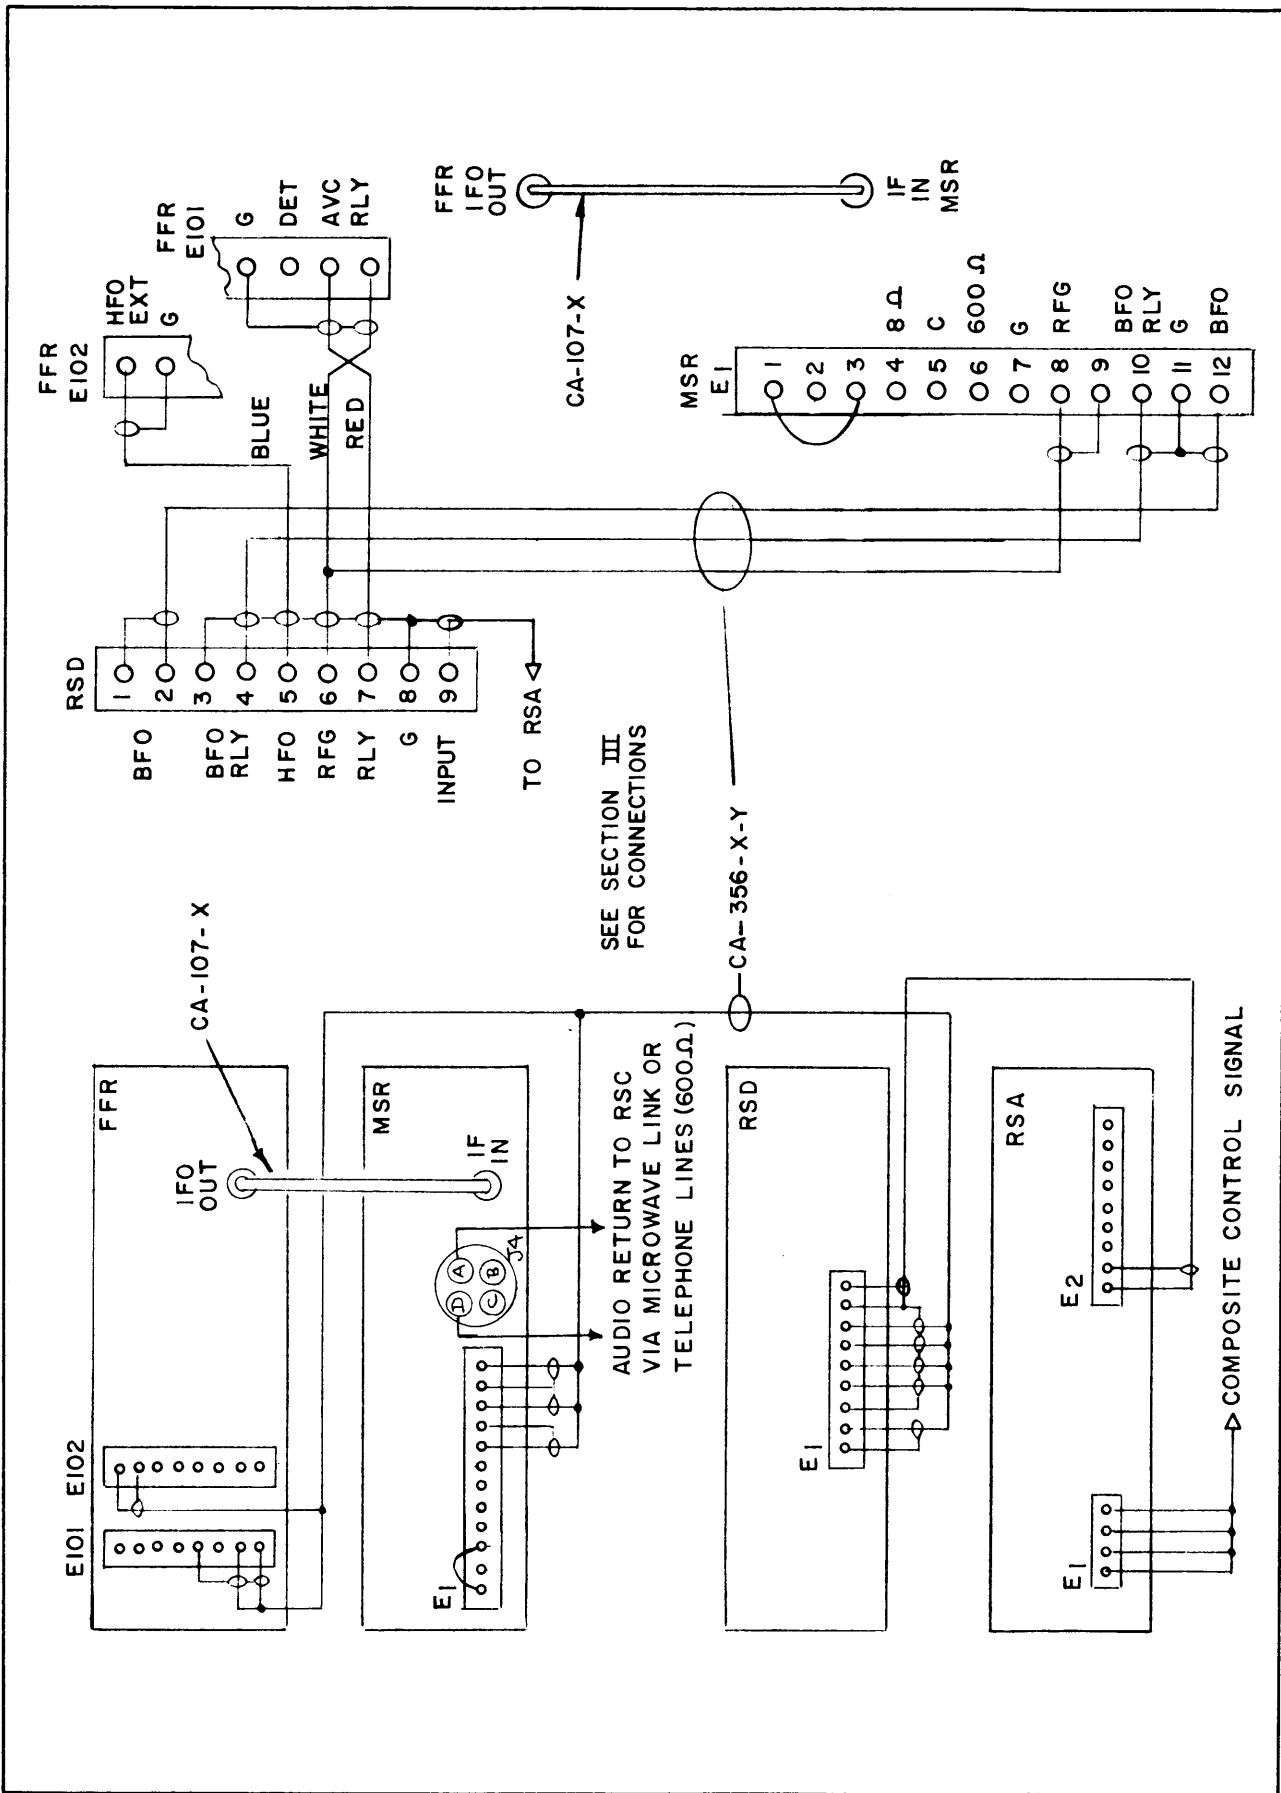 FFR
IFO
OUT
CA-107-X
E101 E102
MSR
IF
IN
A
B
C
D
J4
E1
AUDIO RETURN TO RSC
VIA MICROWAVE LINK OR
TELEPHONE LINES (600Ω)
RSD
E1
RSA
E2
E1
COMPOSITE CONTROL SIGNAL
SEE SECTION III
FOR CONNECTIONS
CA-356-X-Y
RSD
1
2
3
4
5
6
7
8
9
BFO
BFO
RLY
HFO
RFG
RLY
G
INPUT
TO RSA
BLUE
WHITE
RED
FFR
E102
HFO
EXT
G
FFR
E101
G
DET
AVC
RLY
MSR
E1
1
2
3
4 8Ω
5 C
6 600Ω
7 G
8 RFG
9
10 BFO
RLY
11 G
12 BFO
FFR
IFO
OUT
CA-107-X
IF
IN
MSR